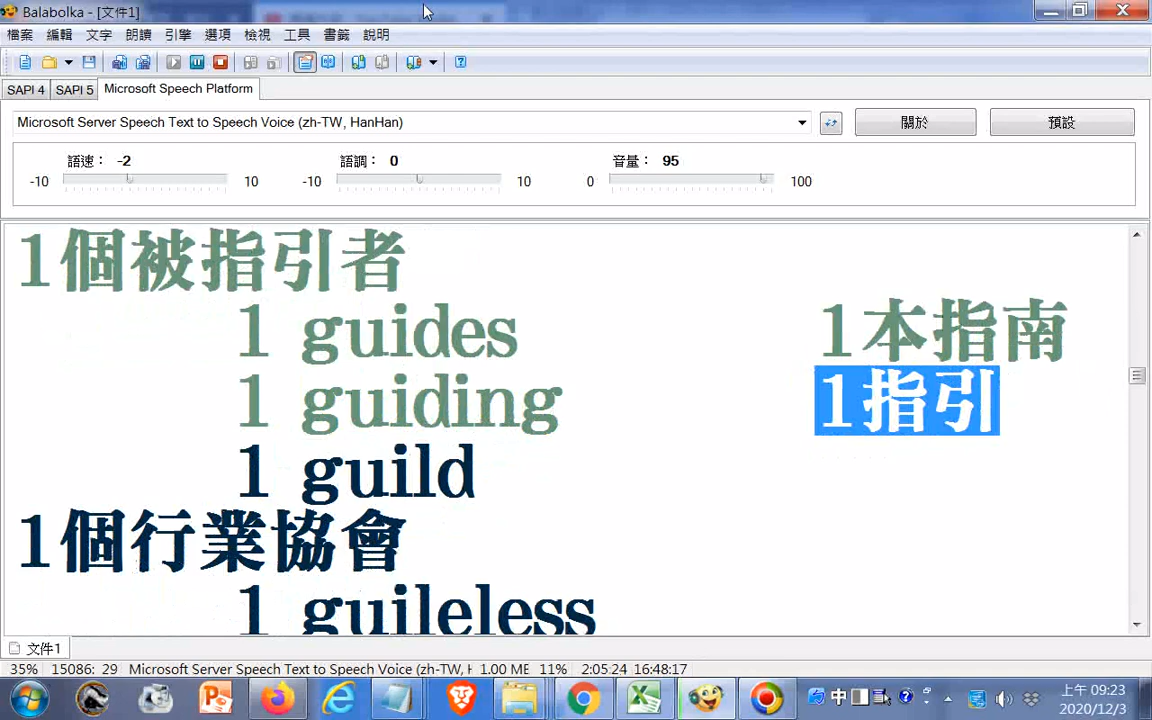 Balabolka - [文件1]
檔案 編輯 文字 朗讀 引擎 選項 檢視 工具 書籤 說明
SAPI 4 SAPI 5 Microsoft Speech Platform
Microsoft Server Speech Text to Speech Voice (zh-TW, HanHan) 關於 預設
語速： -2 語調： 0 音量： 95
-10 10 -10 10 0 100
1個被指引者
1 guides 1本指南
1 guiding 1指引
1 guild
1個行業協會
1 guileless
文件1
35% 15086: 29 Microsoft Server Speech Text to Speech Voice (zh-TW, H 1.00 ME 11% 2:05:24 16:48:17
中 上午 09:23
2020/12/3